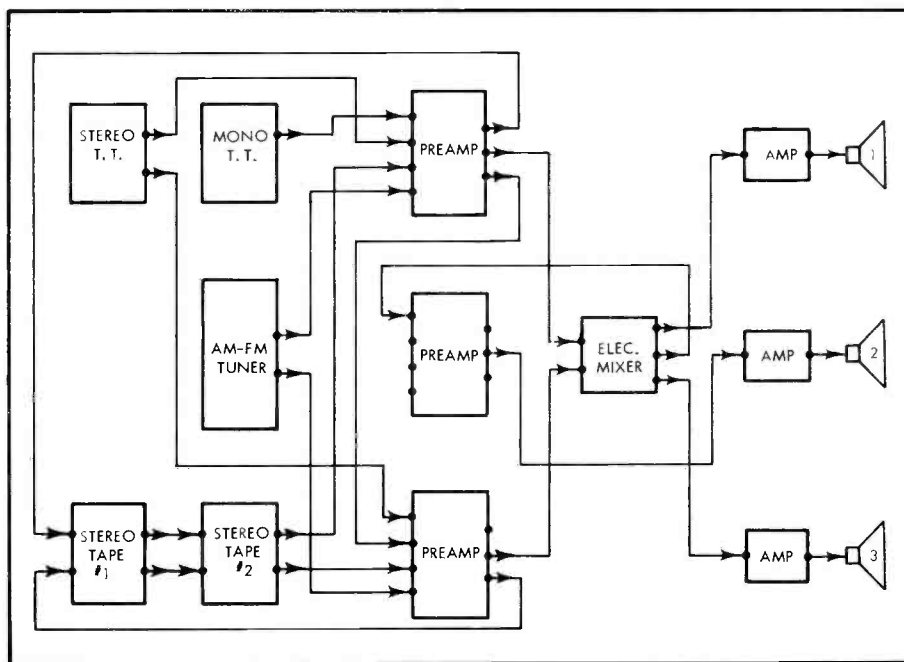 STEREO
T. T.
MONO
T. T.
PREAMP
AMP
1
AM-FM
TUNER
PREAMP
ELEC.
MIXER
AMP
2
STEREO
TAPE
#1
STEREO
TAPE
#2
PREAMP
AMP
3